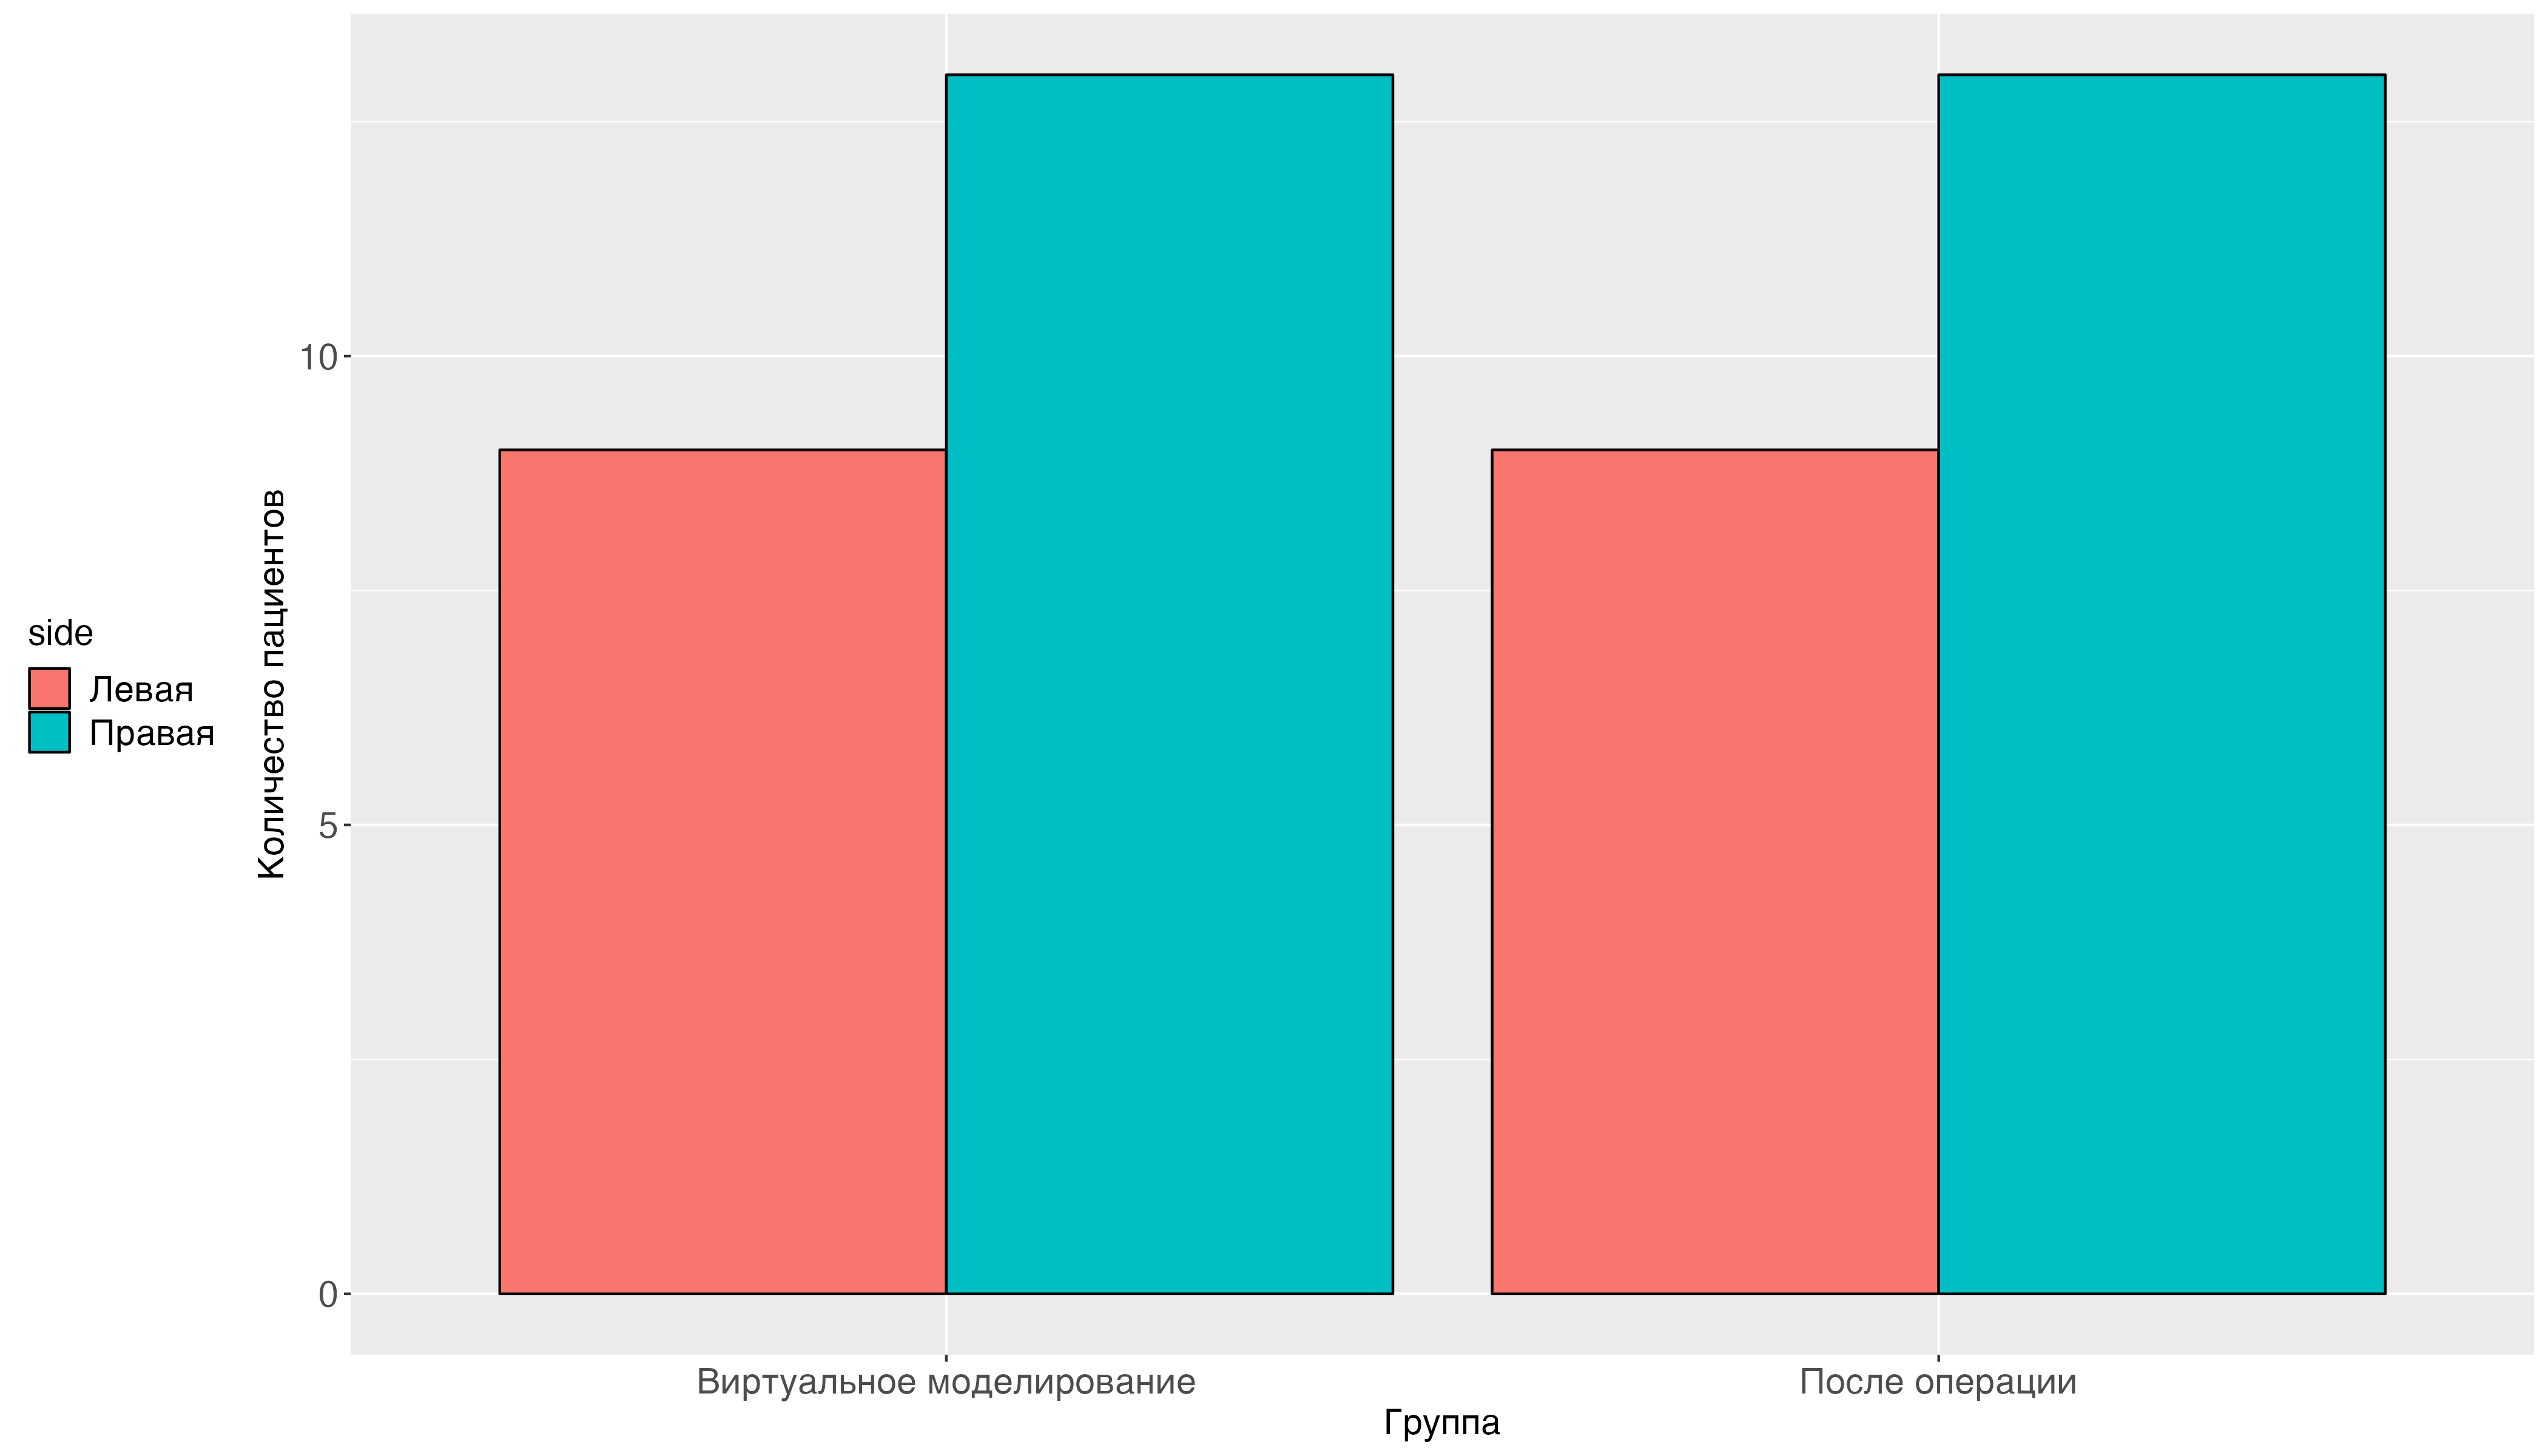 side
Левая
Правая
Количество пациентов
10
5
0
Виртуальное моделирование
После операции
Группа